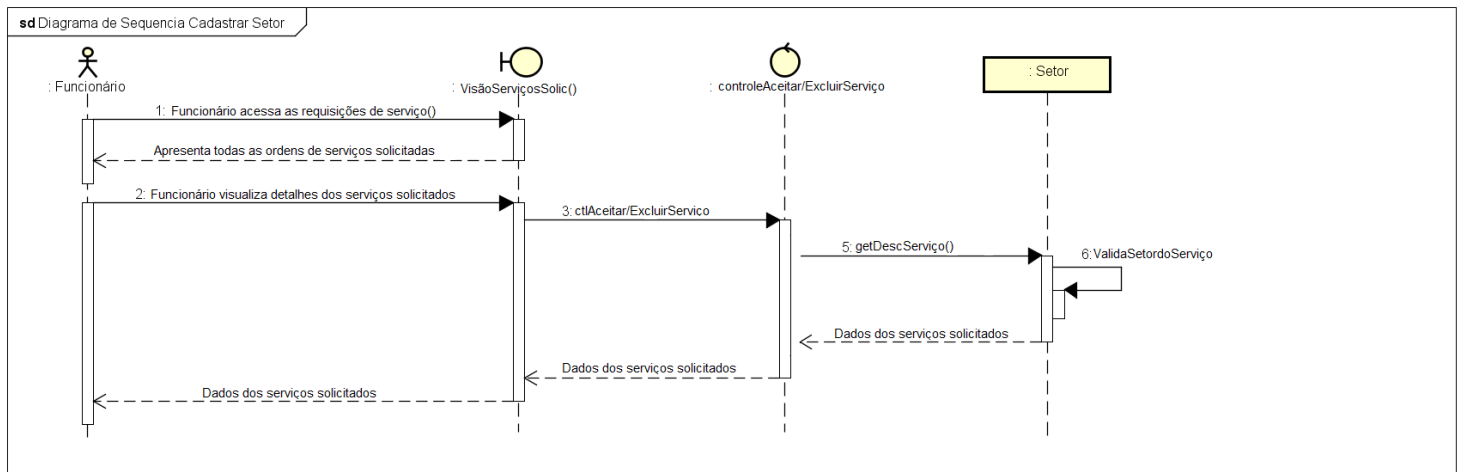 sd Diagrama de Sequencia Cadastrar Setor
: Funcionário
: VisãoServiçosSolic()
: controleAceitar/ExcluirServiço
: Setor
1: Funcionário acessa as requisições de serviço()
Apresenta todas as ordens de serviços solicitadas
2: Funcionário visualiza detalhes dos serviços solicitados
3: ctlAceitar/ExcluirServico
5: getDescServiço()
6:ValidaSetordoServiço
Dados dos serviços solicitados
Dados dos serviços solicitados
Dados dos serviços solicitados